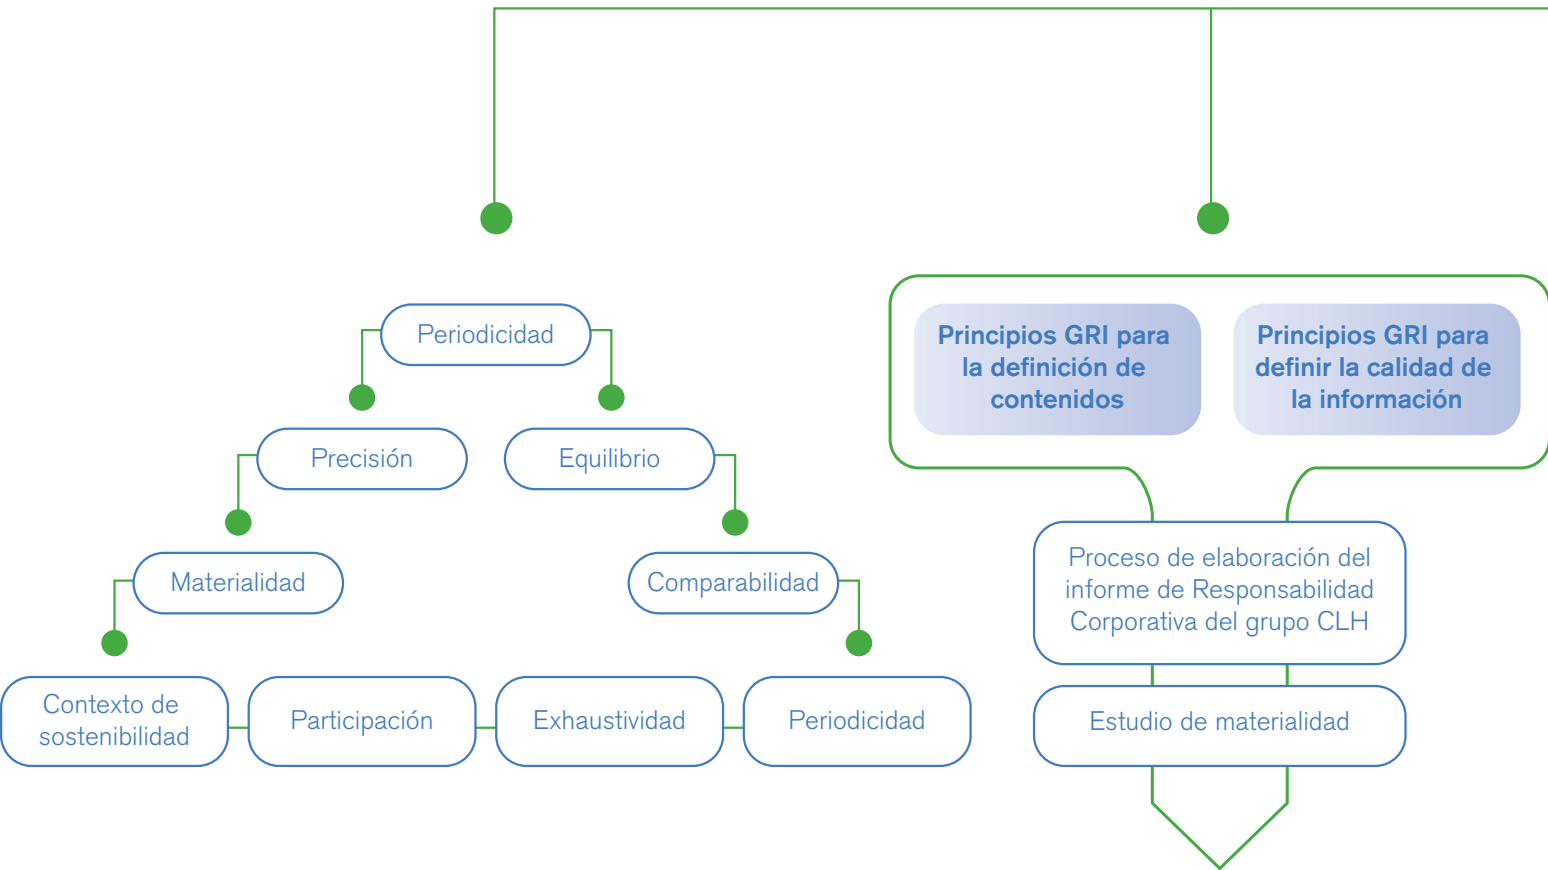 Periodicidad
Precisión
Equilibrio
Materialidad
Comparabilidad
Contexto de
sostenibilidad
Participación
Exhaustividad
Periodicidad
Principios GRI para
la definición de
contenidos
Principios GRI para
definir la calidad de
la información
Proceso de elaboración del
informe de Responsabilidad
Corporativa del grupo CLH
Estudio de materialidad